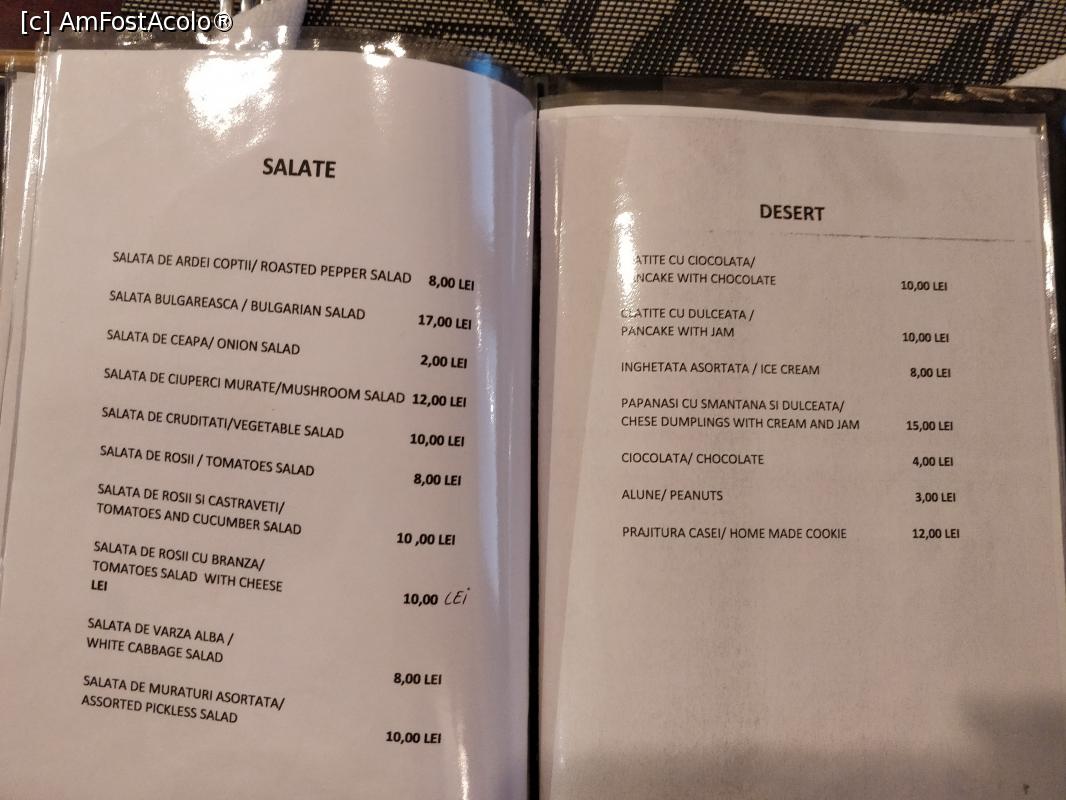 [c] AmFostAcolo®
SALATE
SALATA DE ARDEI COPTII/ ROASTED PEPPER SALAD 8,00 LEI
SALATA BULGAREASCA / BULGARIAN SALAD 17,00 LEI
SALATA DE CEAPA/ ONION SALAD 2,00 LEI
SALATA DE CIUPERCI MURATE/MUSHROOM SALAD 12,00 LEI
SALATA DE CRUDITATI/VEGETABLE SALAD 10,00 LEI
SALATA DE ROSII / TOMATOES SALAD 8,00 LEI
SALATA DE ROSII SI CASTRAVETI/
TOMATOES AND CUCUMBER SALAD 10 ,00 LEI
SALATA DE ROSII CU BRANZA/
TOMATOES SALAD WITH CHEESE
LEI 10,00 LEi
SALATA DE VARZA ALBA /
WHITE CABBAGE SALAD 8,00 LEI
SALATA DE MURATURI ASORTATA/
ASSORTED PICKLESS SALAD 10,00 LEI
DESERT
CLATITE CU CIOCOLATA/
PANCAKE WITH CHOCOLATE 10,00 LEI
CLATITE CU DULCEATA /
PANCAKE WITH JAM 10,00 LEI
INGHETATA ASORTATA / ICE CREAM 8,00 LEI
PAPANASI CU SMANTANA SI DULCEATA/
CHESE DUMPLINGS WITH CREAM AND JAM 15,00 LEI
CIOCOLATA/ CHOCOLATE 4,00 LEI
ALUNE/ PEANUTS 3,00 LEI
PRAJITURA CASEI/ HOME MADE COOKIE 12,00 LEI